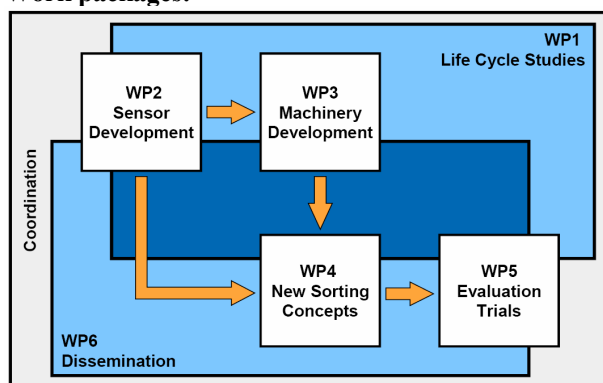 Work packages:
WP1
Life Cycle Studies
WP2
Sensor
Development
WP3
Machinery
Development
Coordination
WP4
New Sorting
Concepts
WP5
Evaluation
Trials
WP6
Dissemination